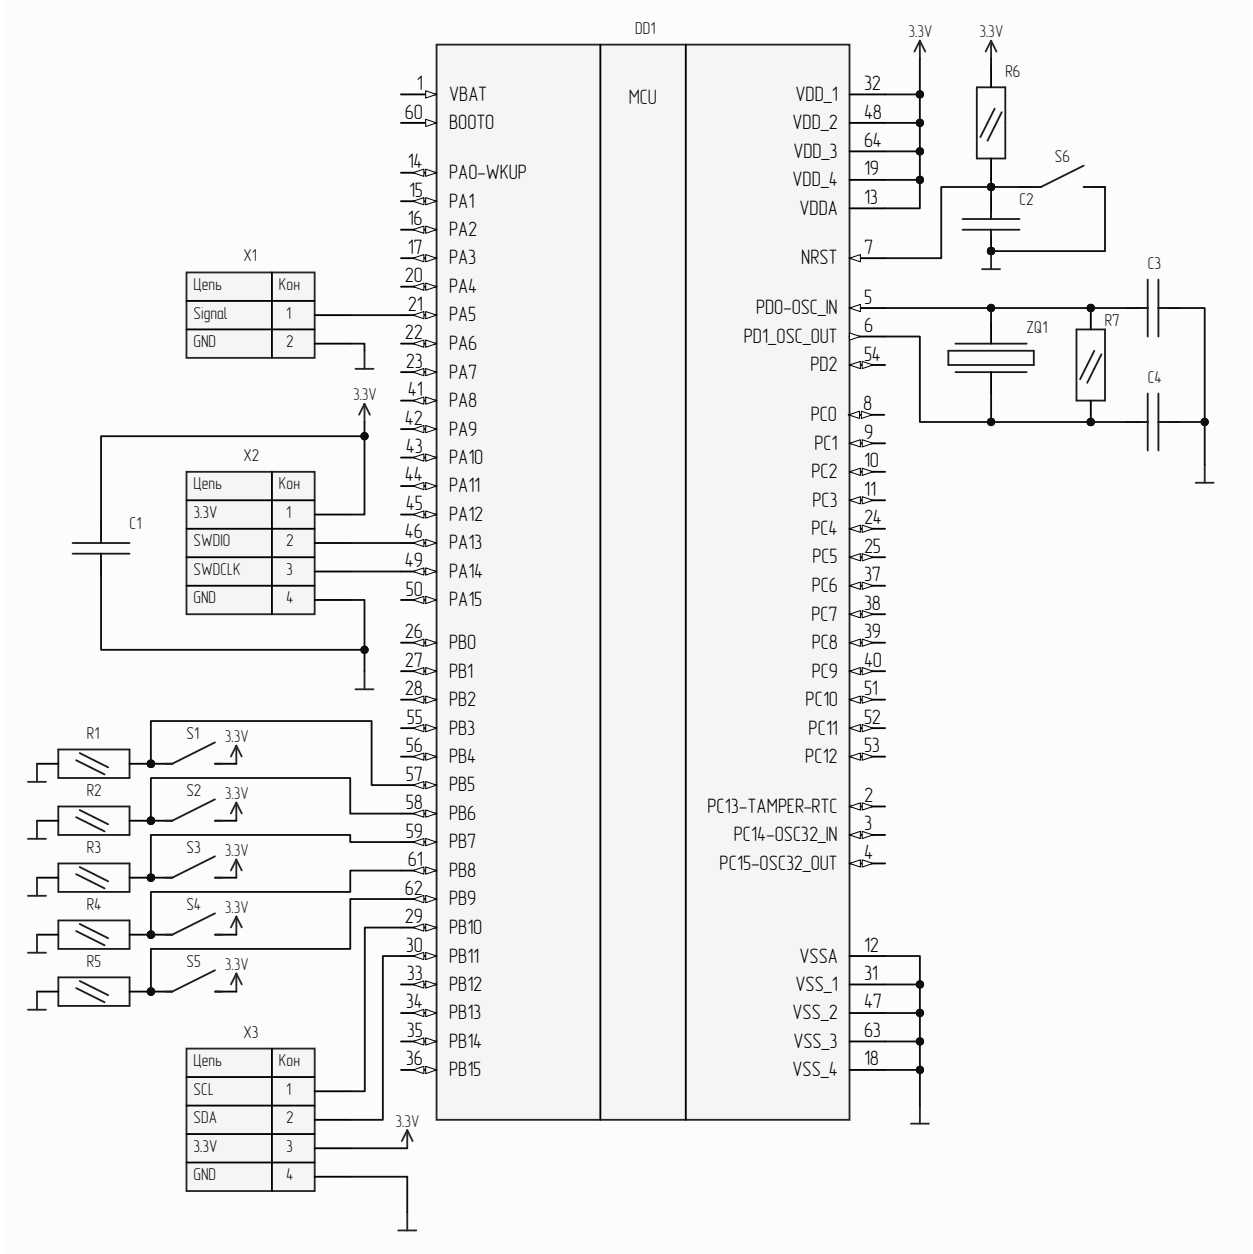 DD1
MCU
1 VBAT
60 BOOT0
14 PA0-WKUP
15 PA1
16 PA2
17 PA3
20 PA4
21 PA5
22 PA6
23 PA7
41 PA8
42 PA9
43 PA10
44 PA11
45 PA12
46 PA13
49 PA14
50 PA15
26 PB0
27 PB1
28 PB2
55 PB3
56 PB4
57 PB5
58 PB6
59 PB7
61 PB8
62 PB9
29 PB10
30 PB11
33 PB12
34 PB13
35 PB14
36 PB15
VDD_1 32
VDD_2 48
VDD_3 64
VDD_4 19
VDDA 13
NRST 7
PD0-OSC_IN 5
PD1_OSC_OUT 6
PD2 54
PC0 8
PC1 9
PC2 10
PC3 11
PC4 24
PC5 25
PC6 37
PC7 38
PC8 39
PC9 40
PC10 51
PC11 52
PC12 53
PC13-TAMPER-RTC 2
PC14-OSC32_IN 3
PC15-OSC32_OUT 4
VSSA 12
VSS_1 31
VSS_2 47
VSS_3 63
VSS_4 18
X1
Цепь Кон
Signal 1
GND 2
3.3V
X2
Цепь Кон
3.3V 1
SWDIO 2
SWDCLK 3
GND 4
C1
R1 S1 3.3V
R2 S2 3.3V
R3 S3 3.3V
R4 S4 3.3V
R5 S5 3.3V
X3
Цепь Кон
SCL 1
SDA 2
3.3V 3
GND 4
3.3V
3.3V
3.3V
R6
S6
C2
C3
ZQ1
R7
C4